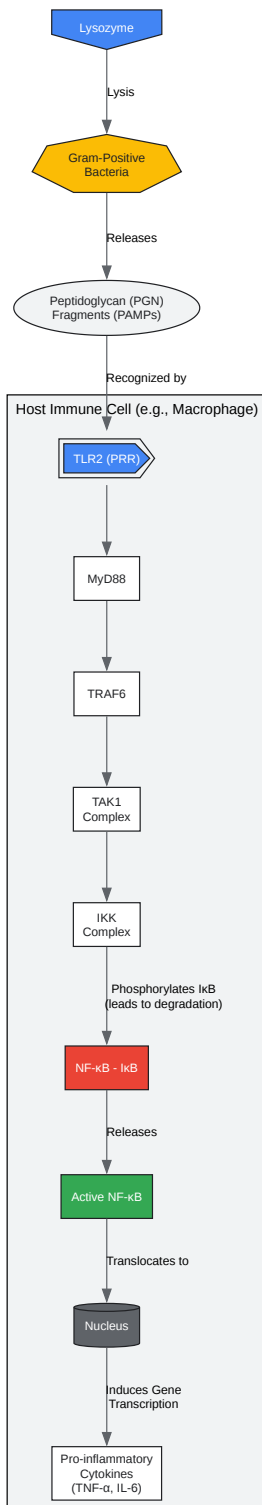 Lysozyme
Lysis
Gram-Positive
Bacteria
Releases
Peptidoglycan (PGN)
Fragments (PAMPs)
Recognized by
Host Immune Cell (e.g., Macrophage)
TLR2 (PRR)
MyD88
TRAF6
TAK1
Complex
IKK
Complex
Phosphorylates IκB
(leads to degradation)
NF-κB - IκB
Releases
Active NF-κB
Translocates to
Nucleus
Induces Gene
Transcription
Pro-inflammatory
Cytokines
(TNF-α, IL-6)